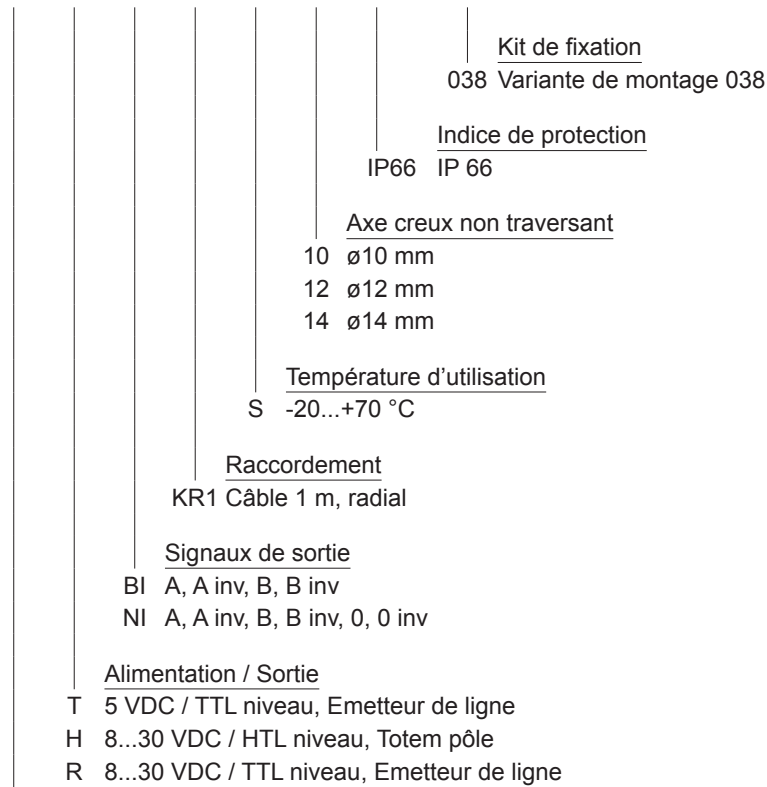 Kit de fixation
038 Variante de montage 038
Indice de protection
IP66 IP 66
Axe creux non traversant
10 ø10 mm
12 ø12 mm
14 ø14 mm
Température d’utilisation
S -20...+70 °C
Raccordement
KR1 Câble 1 m, radial
Signaux de sortie
BI A, A inv, B, B inv
NI A, A inv, B, B inv, 0, 0 inv
Alimentation / Sortie
T 5 VDC / TTL niveau, Emetteur de ligne
H 8...30 VDC / HTL niveau, Totem pôle
R 8...30 VDC / TTL niveau, Emetteur de ligne